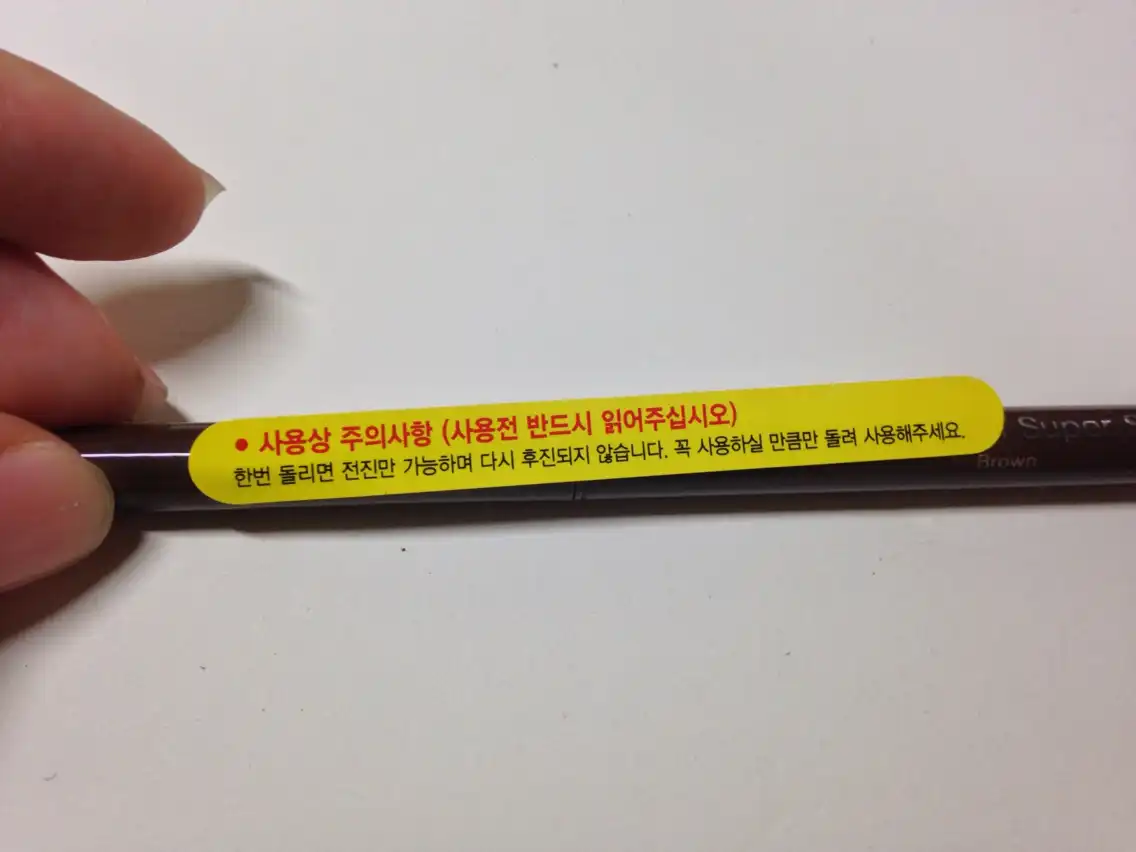 • 사용상 주의사항 (사용전 반드시 읽어주십시오)
한번 돌리면 전진만 가능하며 다시 후진되지 않습니다. 꼭 사용하실 만큼만 돌려 사용해주세요.
Super
Brown